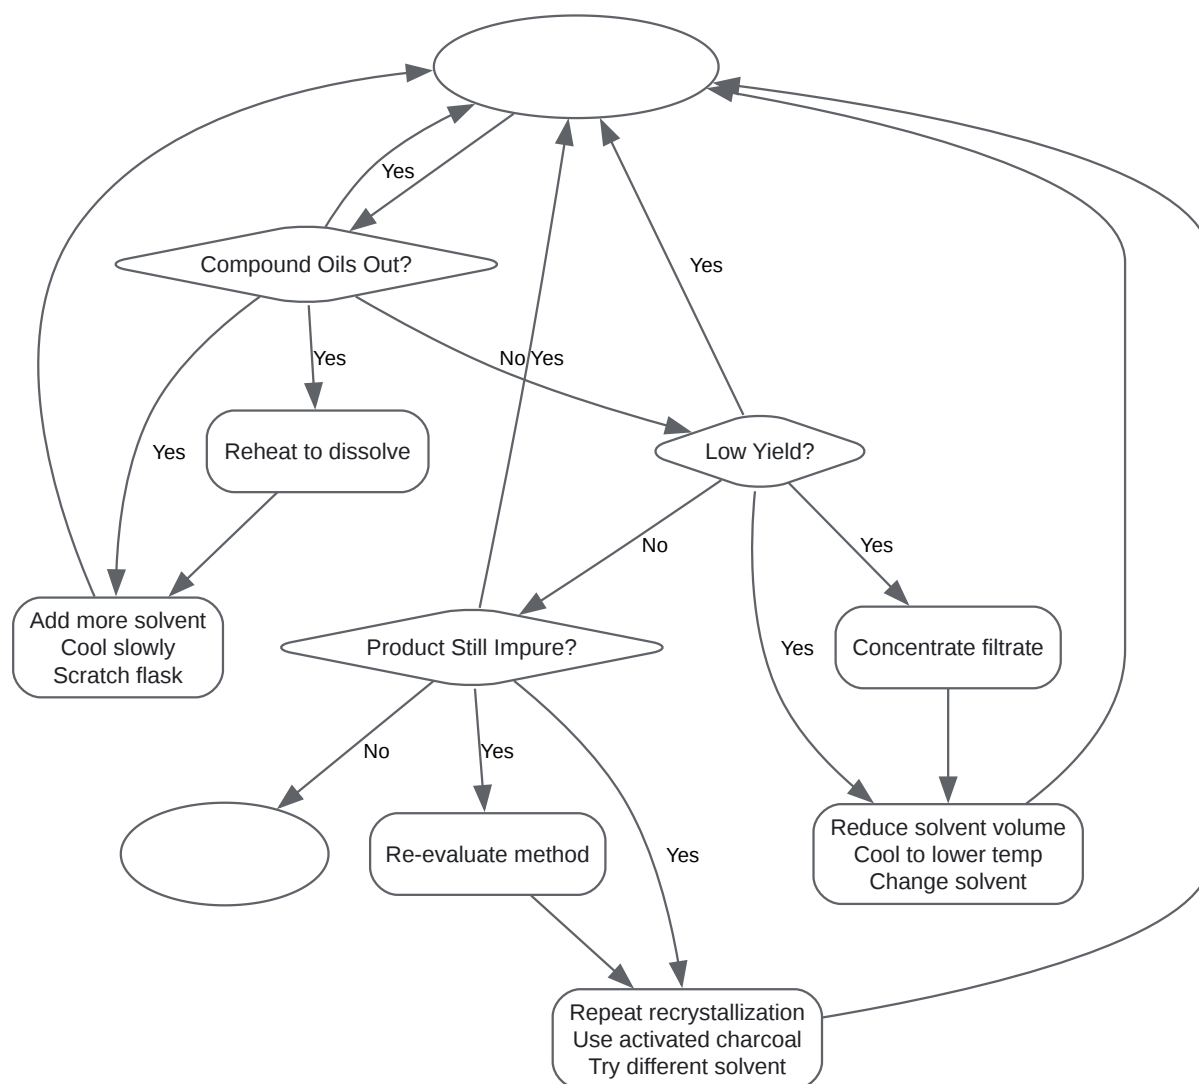 Yes
Compound Oils Out?
Yes
Yes
No
Yes
Yes
Reheat to dissolve
Low Yield?
No
Yes
Add more solvent
Cool slowly
Scratch flask
Product Still Impure?
Yes
Concentrate filtrate
No
Yes
Yes
Re-evaluate method
Reduce solvent volume
Cool to lower temp
Change solvent
Repeat recrystallization
Use activated charcoal
Try different solvent